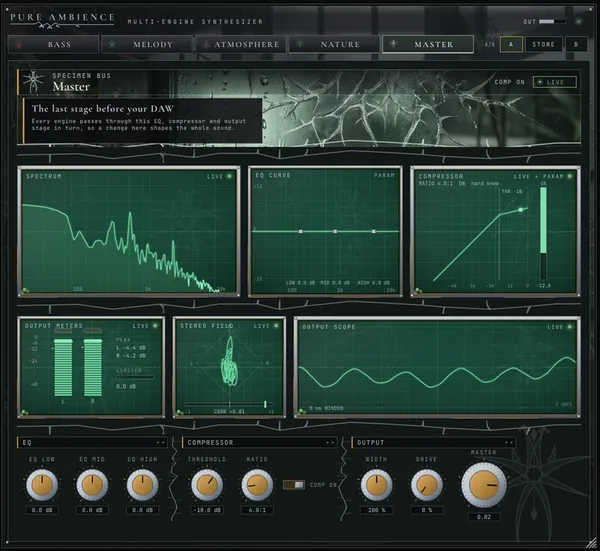 PURE AMBIENCE MULTI-ENGINE SYNTHESIZER OUT
BASS MELODY ATMOSPHERE NATURE MASTER A/B A STORE B
SPECIMEN BUS
Master
COMP ON LIVE
The last stage before your DAW
Every engine passes through this EQ, compressor and output
stage in turn, so a change here shapes the whole sound.
SPECTRUM LIVE
100 1k 10k
EQ CURVE PARAM
+12
0
-12
LOW 0.0 dB MID 0.0 dB HIGH 0.0 dB
100 1k 10k
COMPRESSOR LIVE + PARAM
RATIO 4.0:1 ON hard knee GR
THR -18
-12.0
OUTPUT METERS LIVE
PEAK
L -4.4 dB
R -4.2 dB
LIMITER
0.0 dB
L R
STEREO FIELD LIVE
L R
-1 CORR +0.81 +1
OUTPUT SCOPE LIVE
EQ COMPRESSOR OUTPUT
EQ LOW EQ MID EQ HIGH THRESHOLD RATIO COMP ON WIDTH DRIVE MASTER
0.0 dB 0.0 dB 0.0 dB -18.0 dB 4.0:1 100 % 0 % 0.82